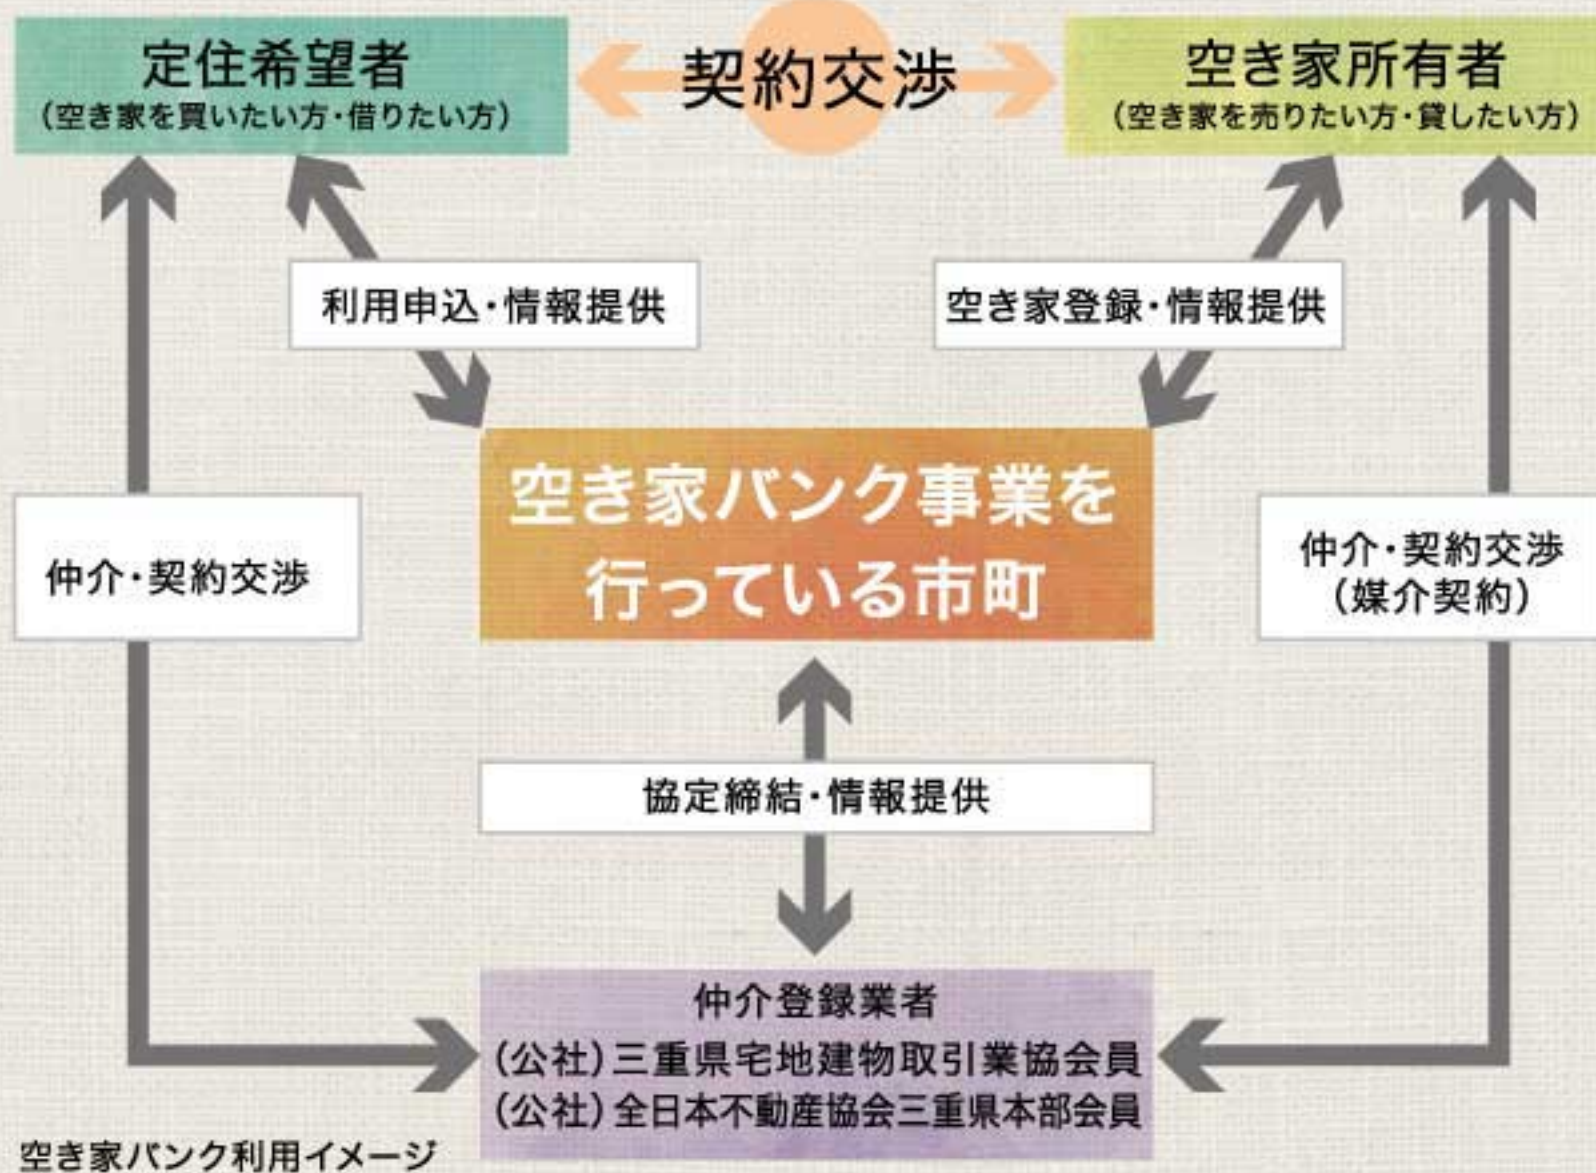 定住希望者
(空き家を買いたい方・借りたい方)
契約交渉
空き家所有者
(空き家を売りたい方・貸したい方)
利用申込・情報提供
空き家登録・情報提供
空き家バンク事業を
行っている市町
仲介・契約交渉
仲介・契約交渉
(媒介契約)
協定締結・情報提供
仲介登録業者
(公社)三重県宅地建物取引業協会員
(公社)全日本不動産協会三重県本部会員
空き家バンク利用イメージ